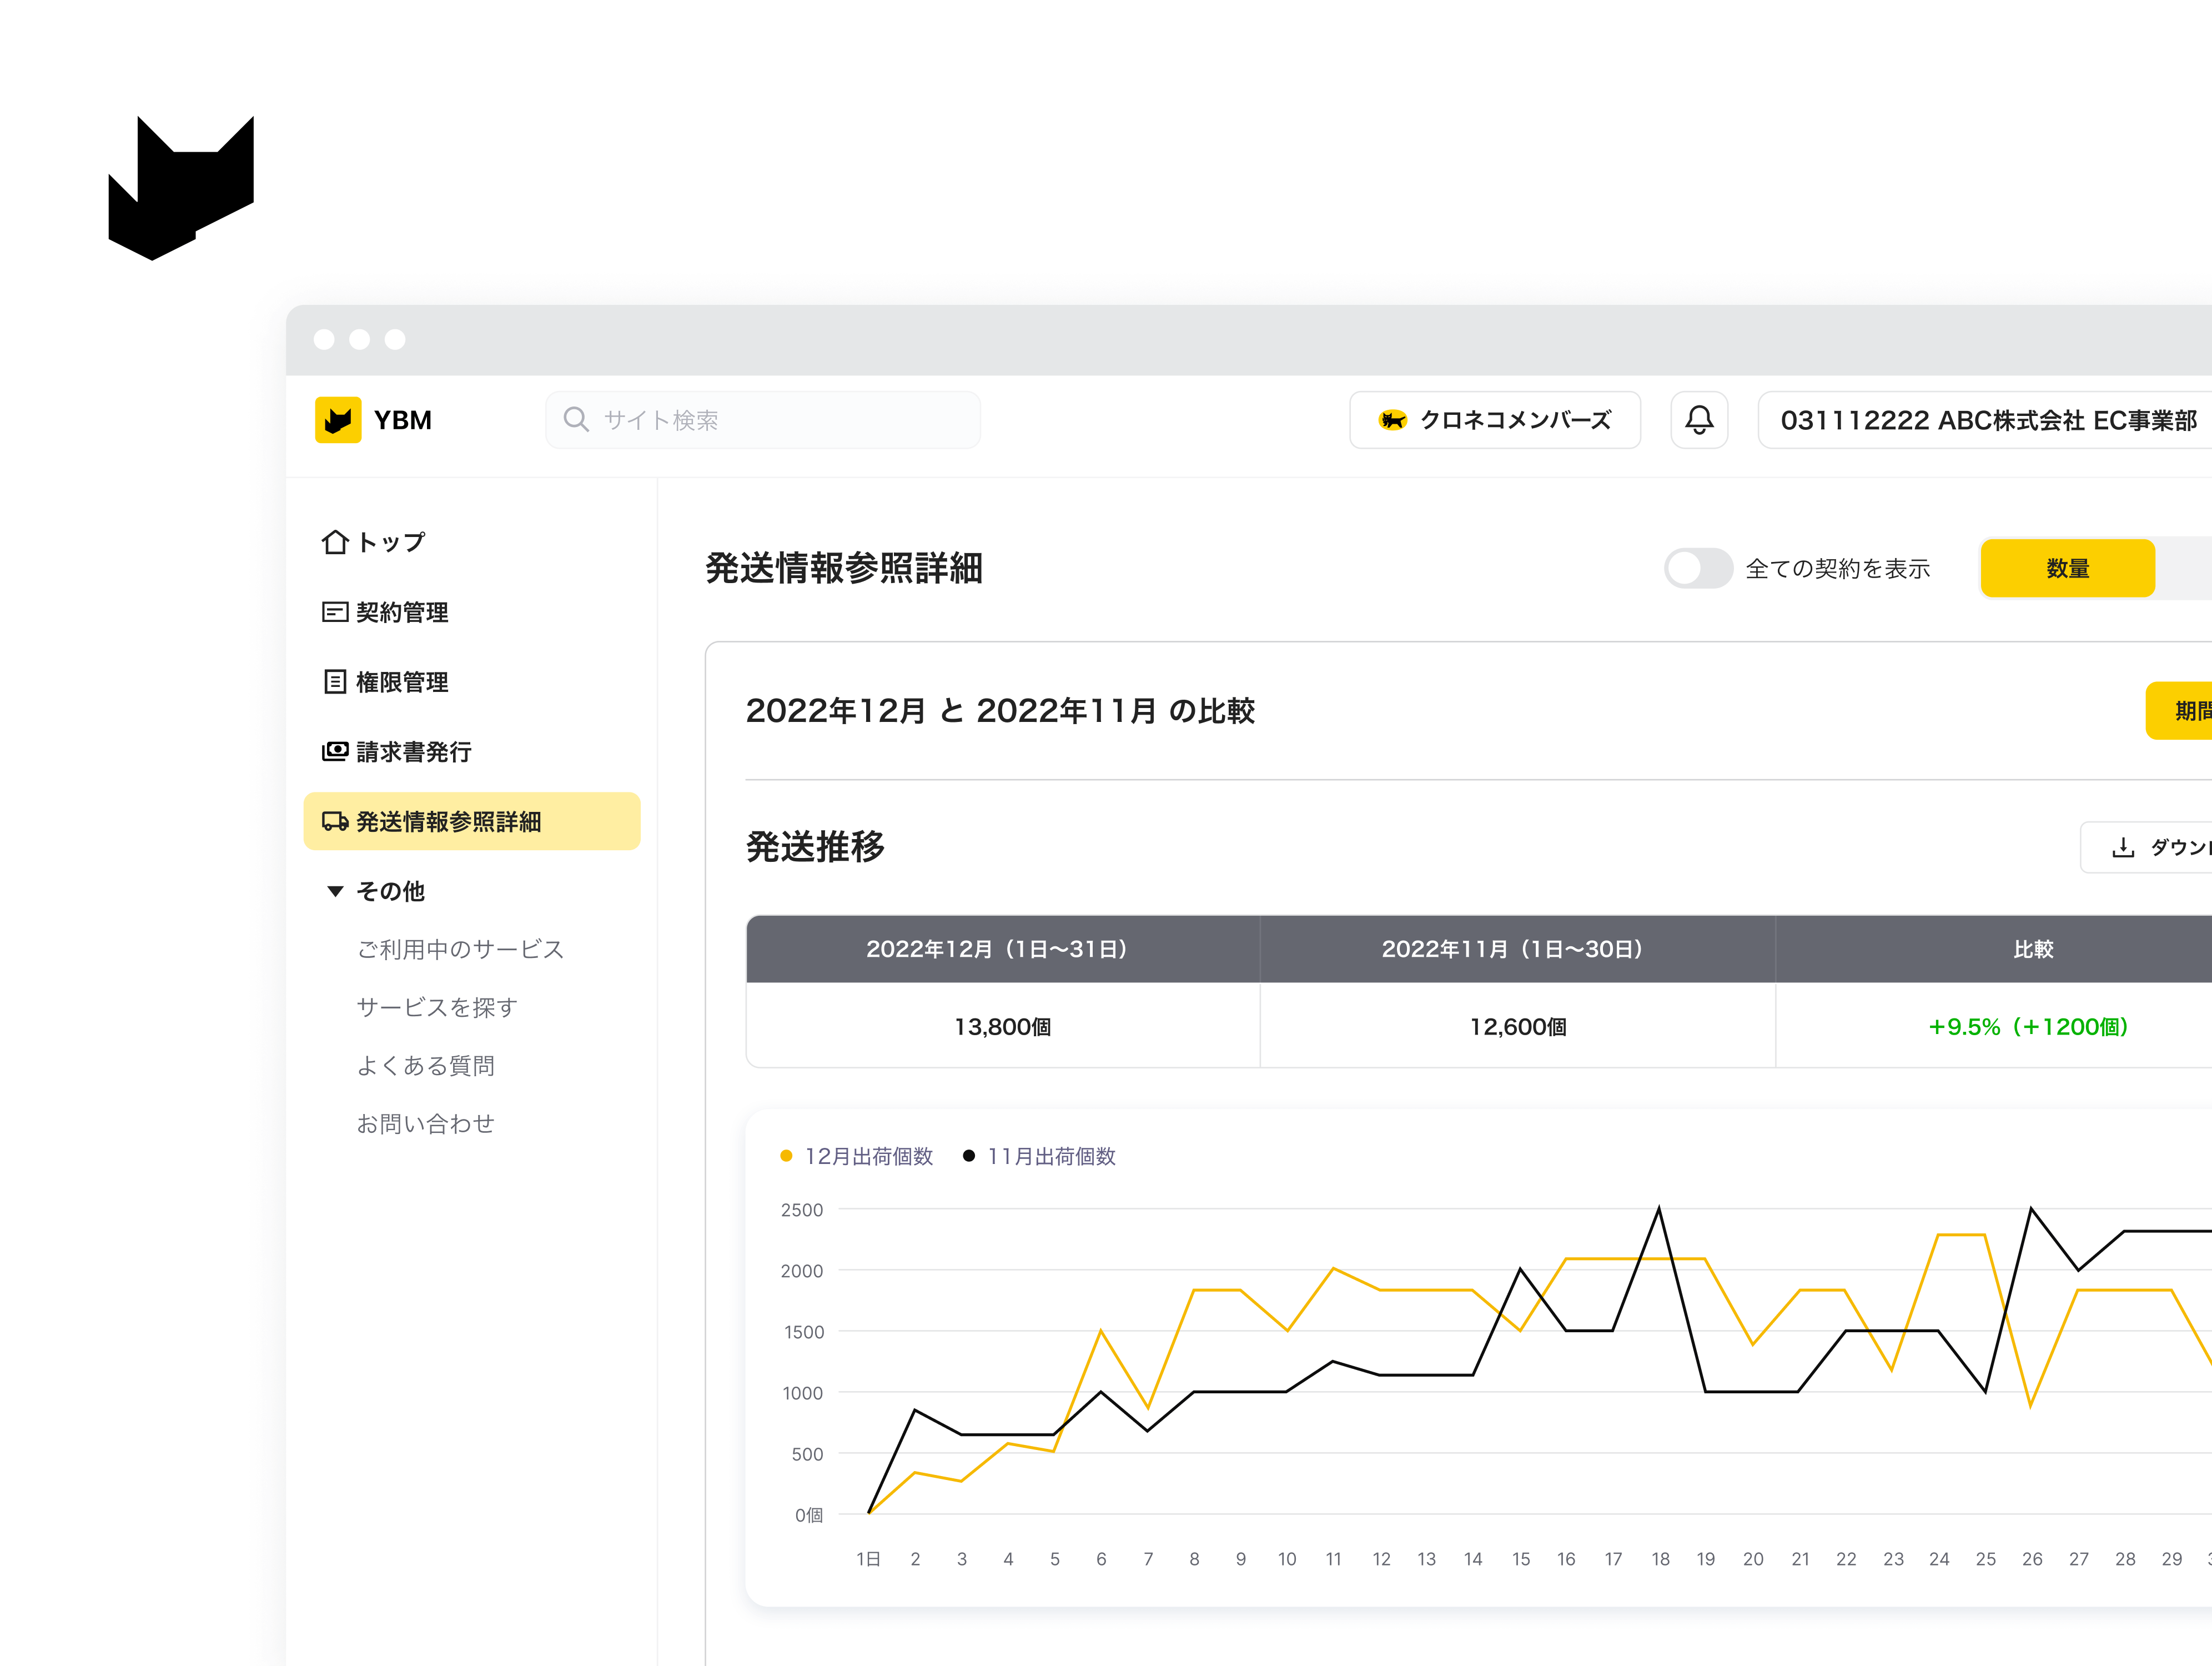 YBM
サイト検索
クロネコメンバーズ
031112222 ABC株式会社 EC事業部
トップ
契約管理
権限管理
請求書発行
発送情報参照詳細
その他
ご利用中のサービス
サービスを探す
よくある質問
お問い合わせ
発送情報参照詳細
全ての契約を表示
数量
2022年12月 と 2022年11月 の比較
期間
発送推移
ダウン
2022年12月（1日〜31日）
2022年11月（1日〜30日）
比較
13,800個
12,600個
+9.5%（+1200個）
12月出荷個数
11月出荷個数
2500
2000
1500
1000
500
0個
1日 2 3 4 5 6 7 8 9 10 11 12 13 14 15 16 17 18 19 20 21 22 23 24 25 26 27 28 29